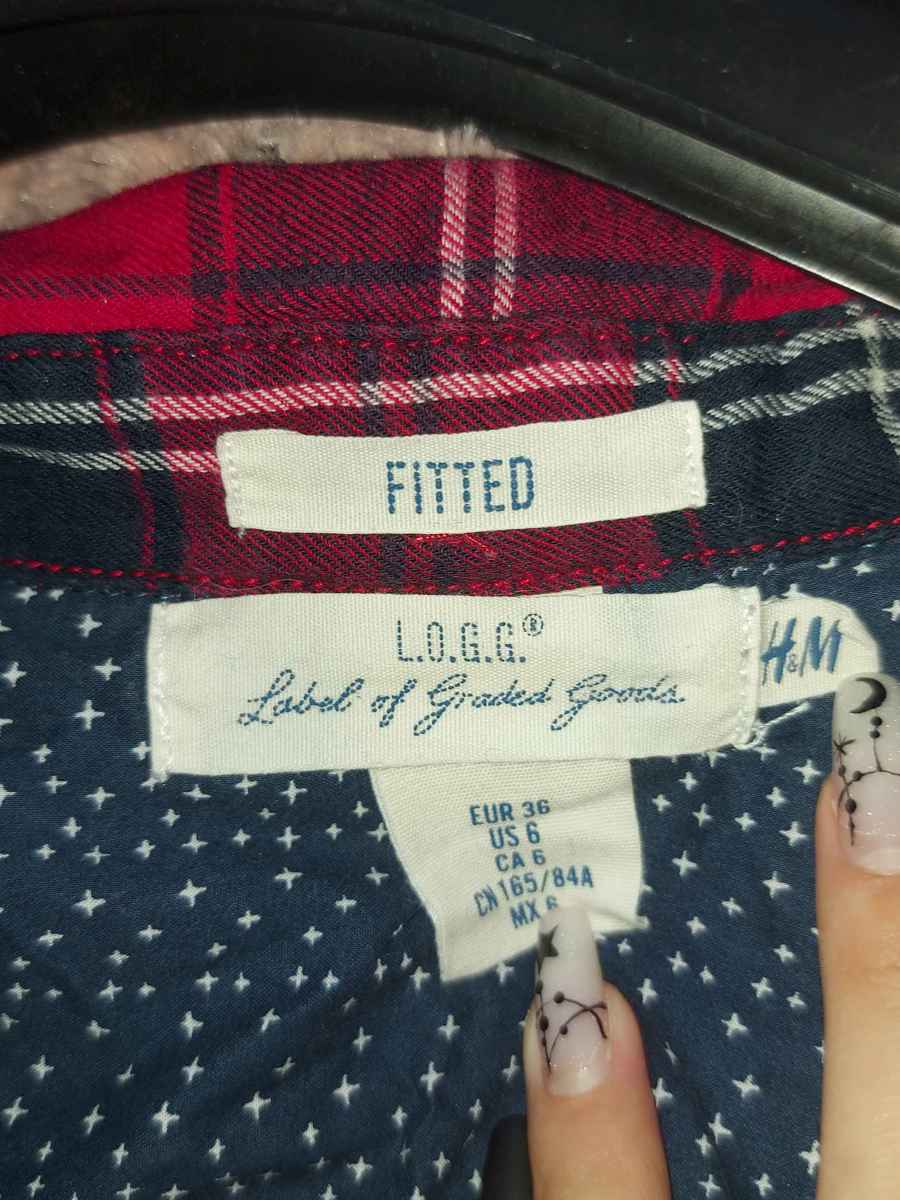 FITTED
L.O.G.G.®
Label of Graded Goods
H&M
EUR 36
US 6
CA 6
CN 165/84A
MX 6